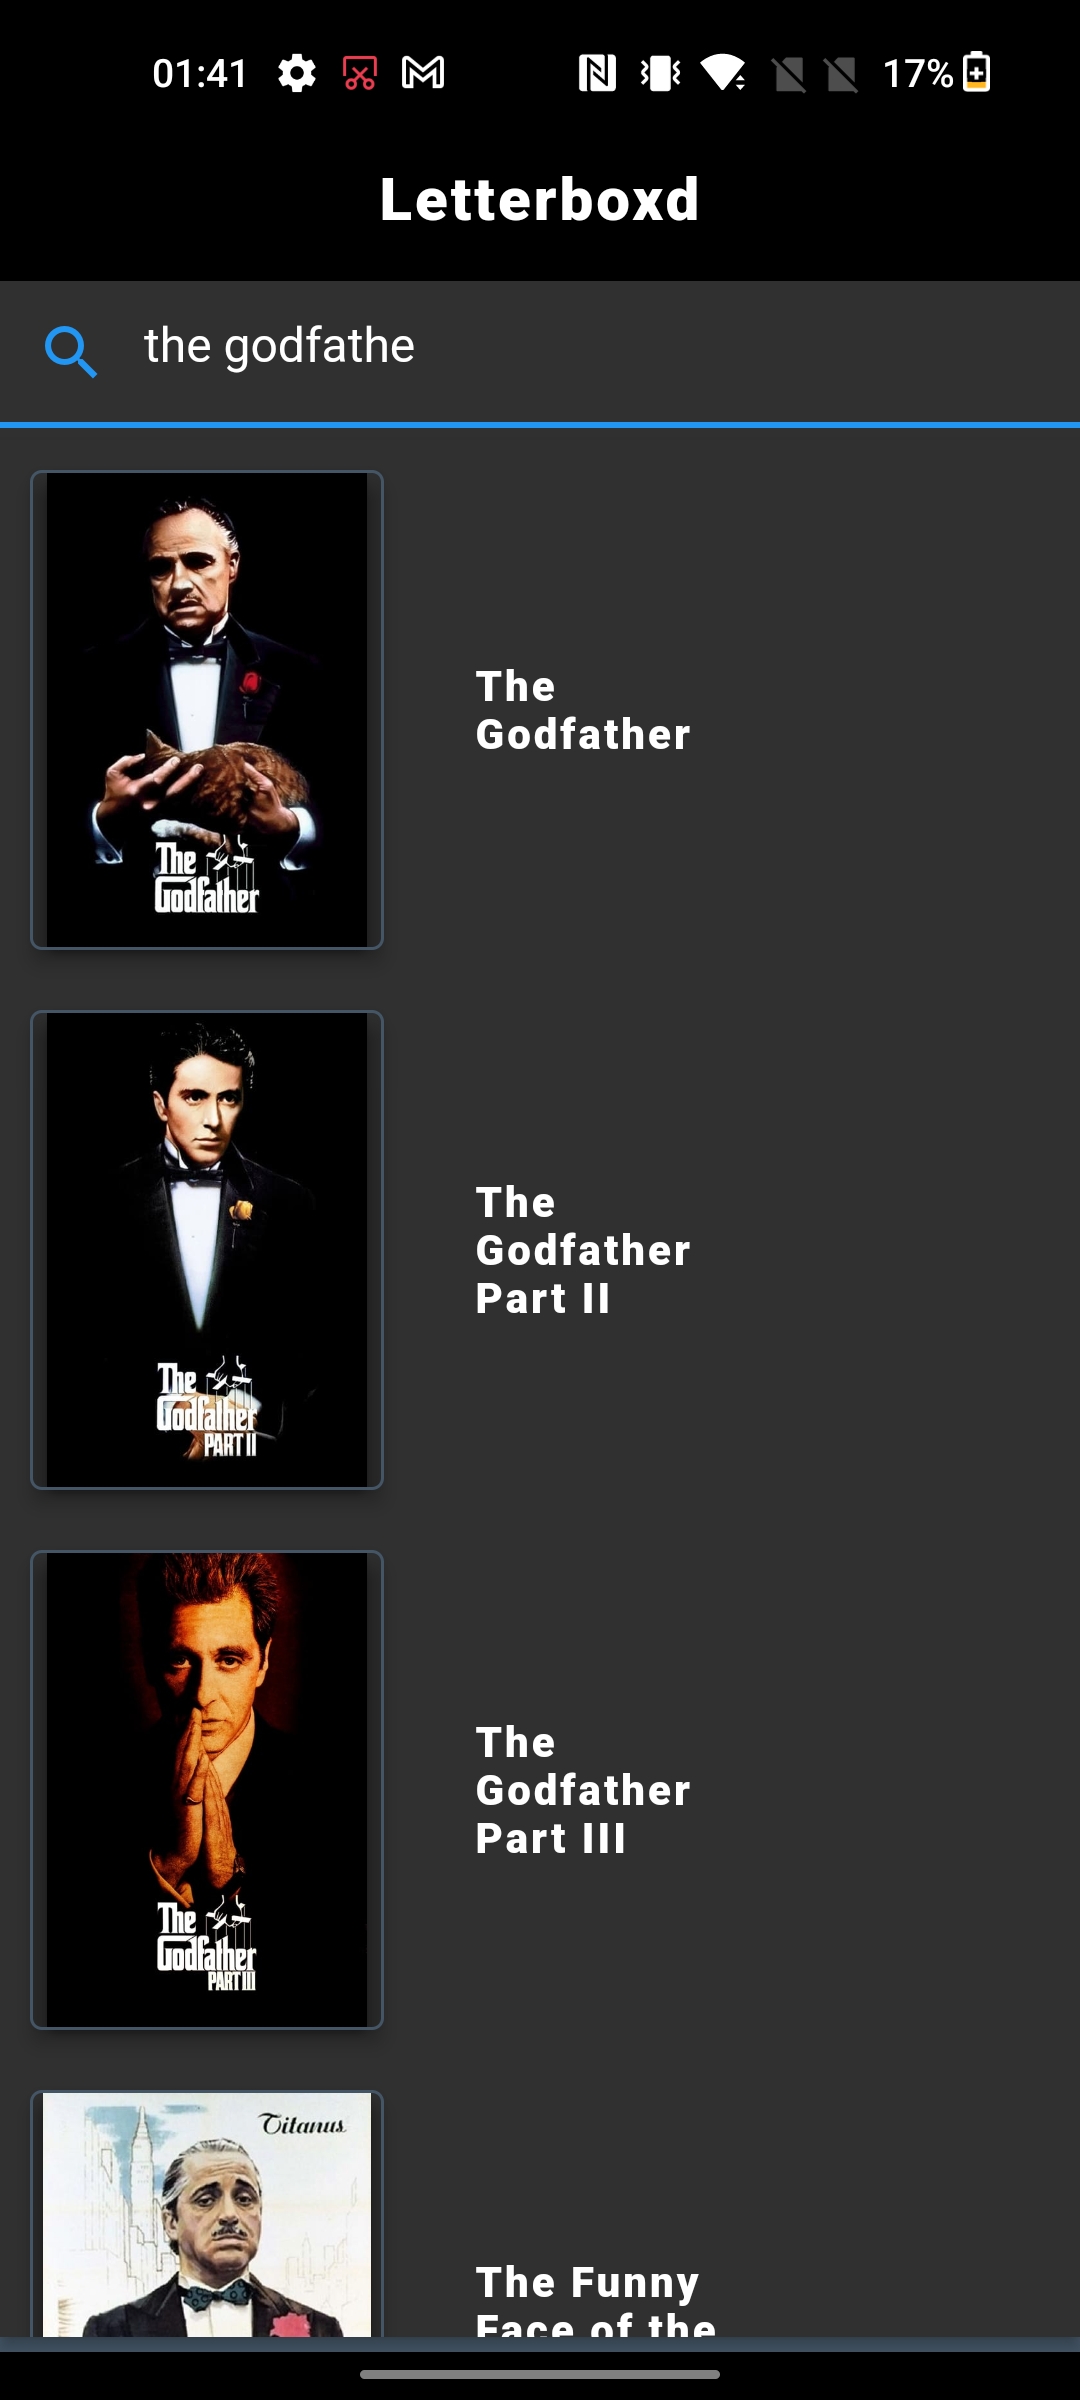 01:41
17%
Letterboxd
the godfathe
The
Godfather
The
Godfather
The
Godfather
Part II
The
Godfather
PART II
The
Godfather
Part III
The
Godfather
PART III
Titanus
The Funny
Face of the